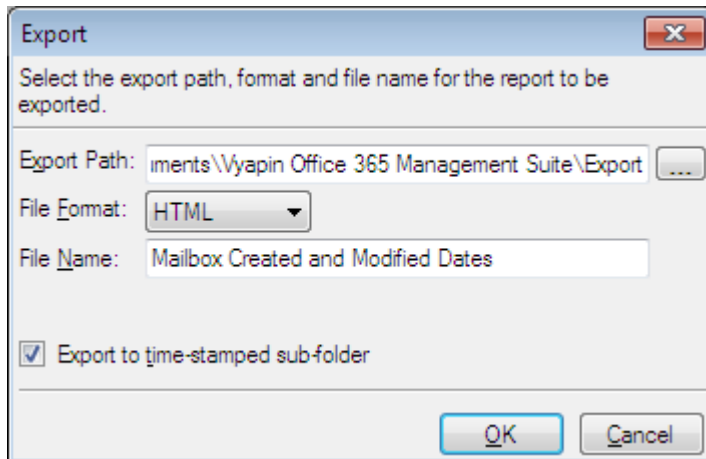 Export
Select the export path, format and file name for the report to be
exported.
Export Path: ıments\Vyapin Office 365 Management Suite\Export ...
File Format: HTML
File Name: Mailbox Created and Modified Dates
Export to time-stamped sub-folder
OK Cancel